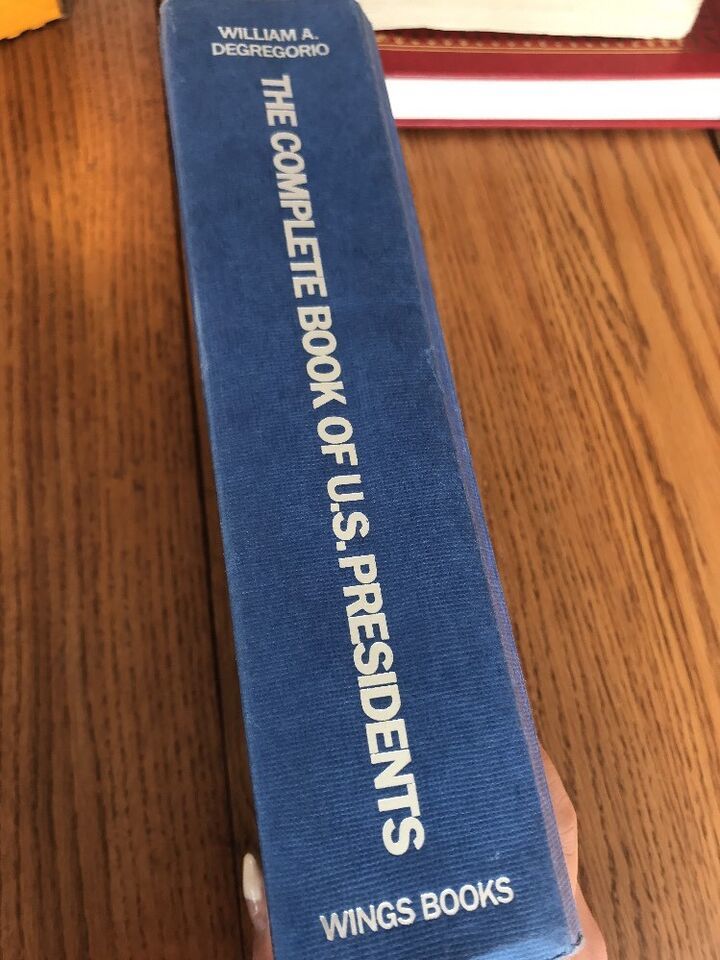 WILLIAM A.
DEGREGORIO
THE COMPLETE BOOK OF U.S. PRESIDENTS
WINGS BOOKS